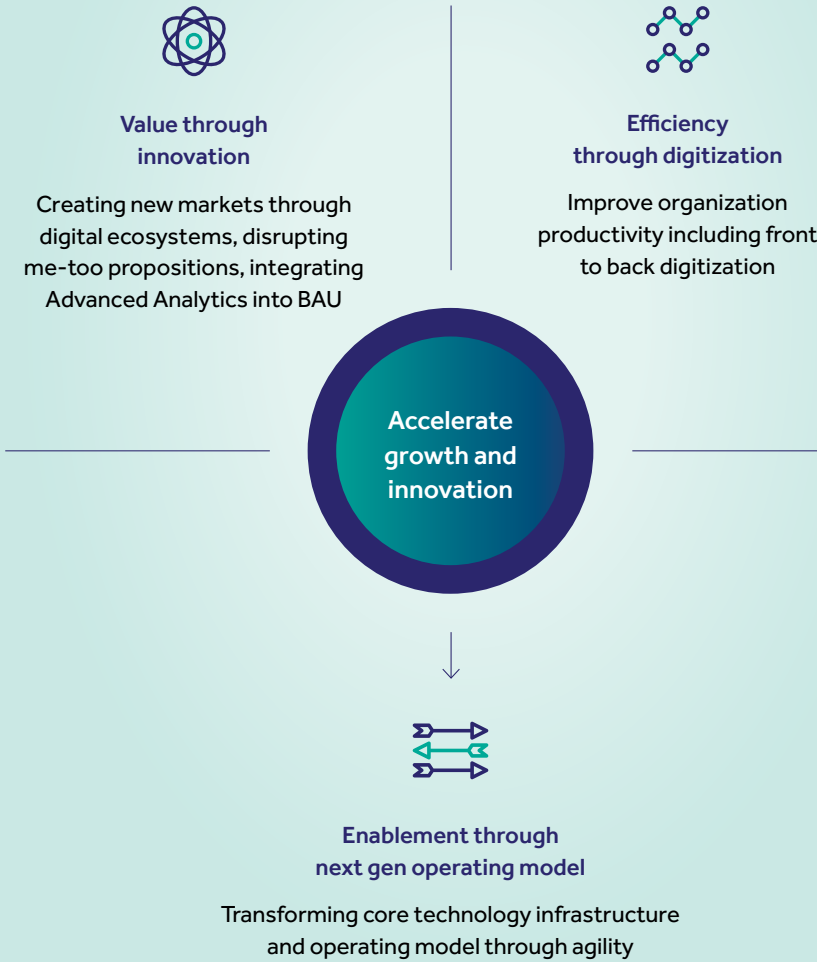 Value through
innovation
Creating new markets through
digital ecosystems, disrupting
me-too propositions, integrating
Advanced Analytics into BAU
Efficiency
through digitization
Improve organization
productivity including front
to back digitization
Accelerate
growth and
innovation
Enablement through
next gen operating model
Transforming core technology infrastructure
and operating model through agility